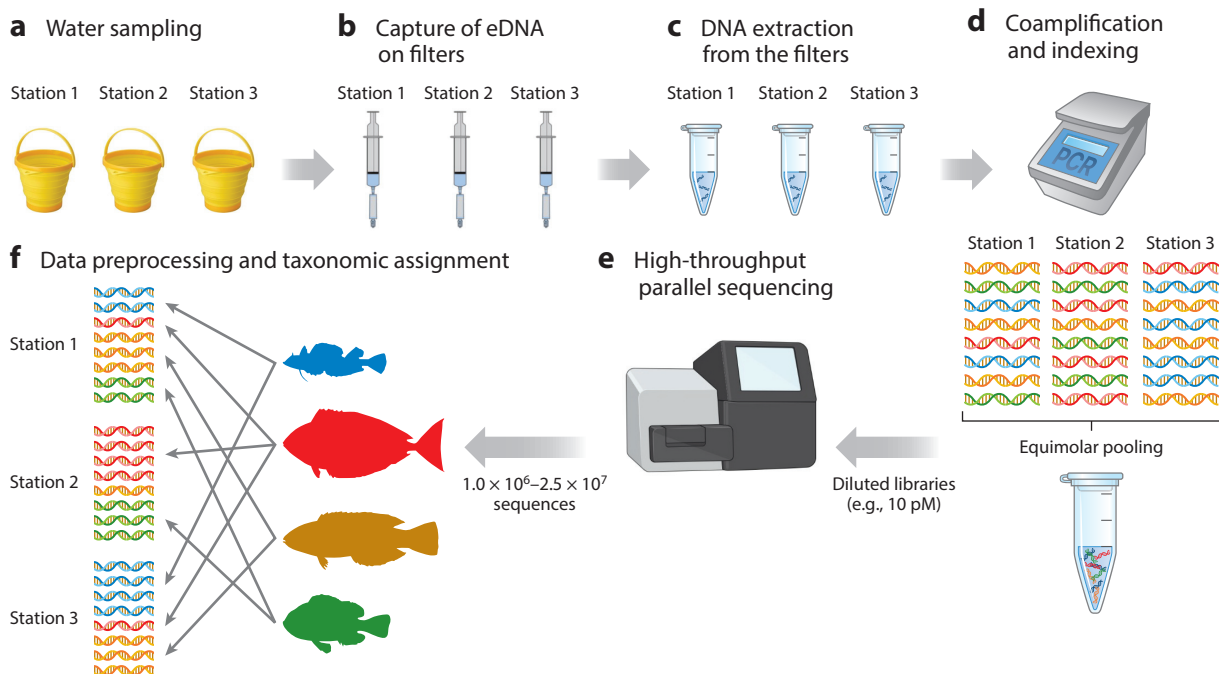 a Water sampling
Station 1 Station 2 Station 3
b Capture of eDNA
on filters
Station 1 Station 2 Station 3
c DNA extraction
from the filters
Station 1 Station 2 Station 3
d Coamplification
and indexing
PCR
Station 1 Station 2 Station 3
Equimolar pooling
Diluted libraries
(e.g., 10 pM)
e High-throughput
parallel sequencing
1.0 × 10⁶–2.5 × 10⁷
sequences
f Data preprocessing and taxonomic assignment
Station 1
Station 2
Station 3